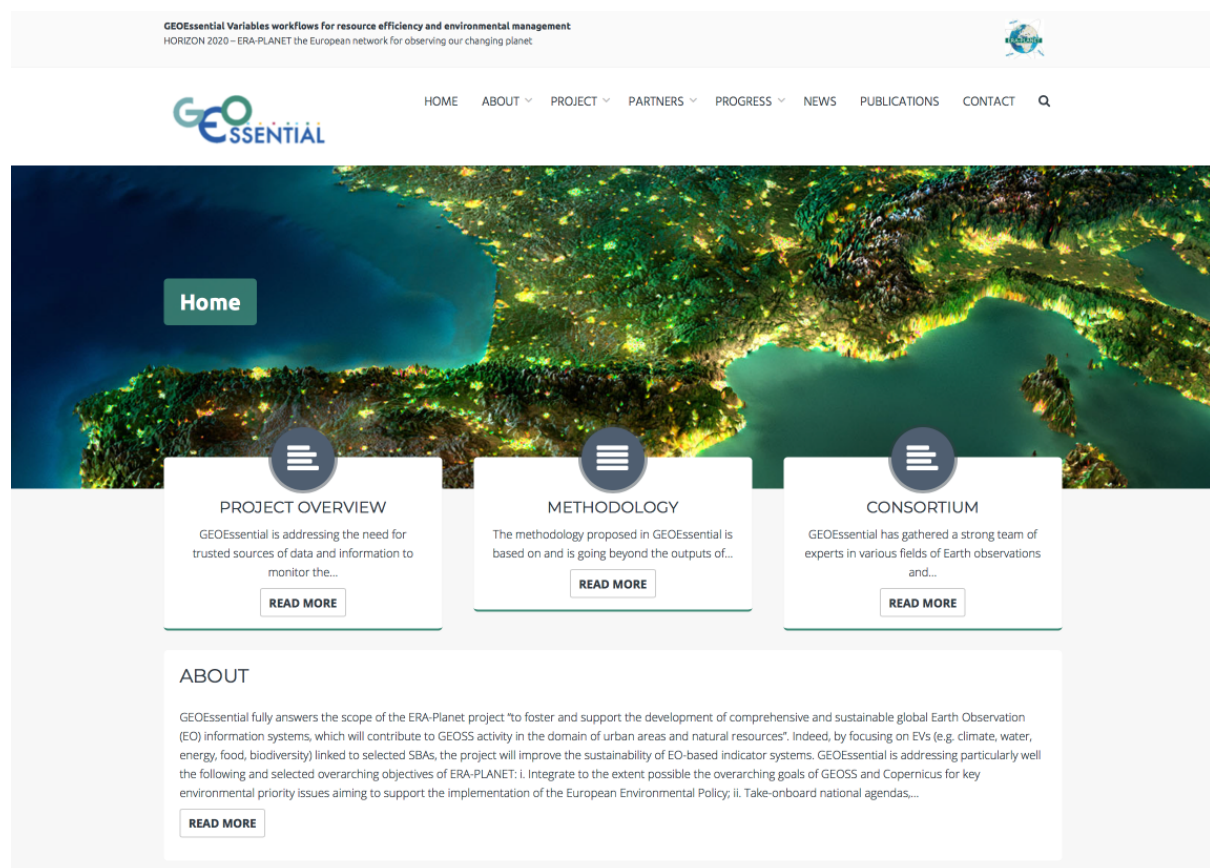 GEOEssential Variables workflows for resource efficiency and environmental management
HORIZON 2020 – ERA-PLANET the European network for observing our changing planet
ERA-PLANET
GEO
ESSENTIAL
HOME ABOUT PROJECT PARTNERS PROGRESS NEWS PUBLICATIONS CONTACT
Home
PROJECT OVERVIEW
GEOEssential is addressing the need for
trusted sources of data and information to
monitor the...
READ MORE
METHODOLOGY
The methodology proposed in GEOEssential is
based on and is going beyond the outputs of...
READ MORE
CONSORTIUM
GEOEssential has gathered a strong team of
experts in various fields of Earth observations
and...
READ MORE
ABOUT
GEOEssential fully answers the scope of the ERA-Planet project “to foster and support the development of comprehensive and sustainable global Earth Observation
(EO) information systems, which will contribute to GEOSS activity in the domain of urban areas and natural resources”. Indeed, by focusing on EVs (e.g. climate, water,
energy, food, biodiversity) linked to selected SBAs, the project will improve the sustainability of EO-based indicator systems. GEOEssential is addressing particularly well
the following and selected overarching objectives of ERA-PLANET: i. Integrate to the extent possible the overarching goals of GEOSS and Copernicus for key
environmental priority issues aiming to support the implementation of the European Environmental Policy; ii. Take-onboard national agendas,...
READ MORE